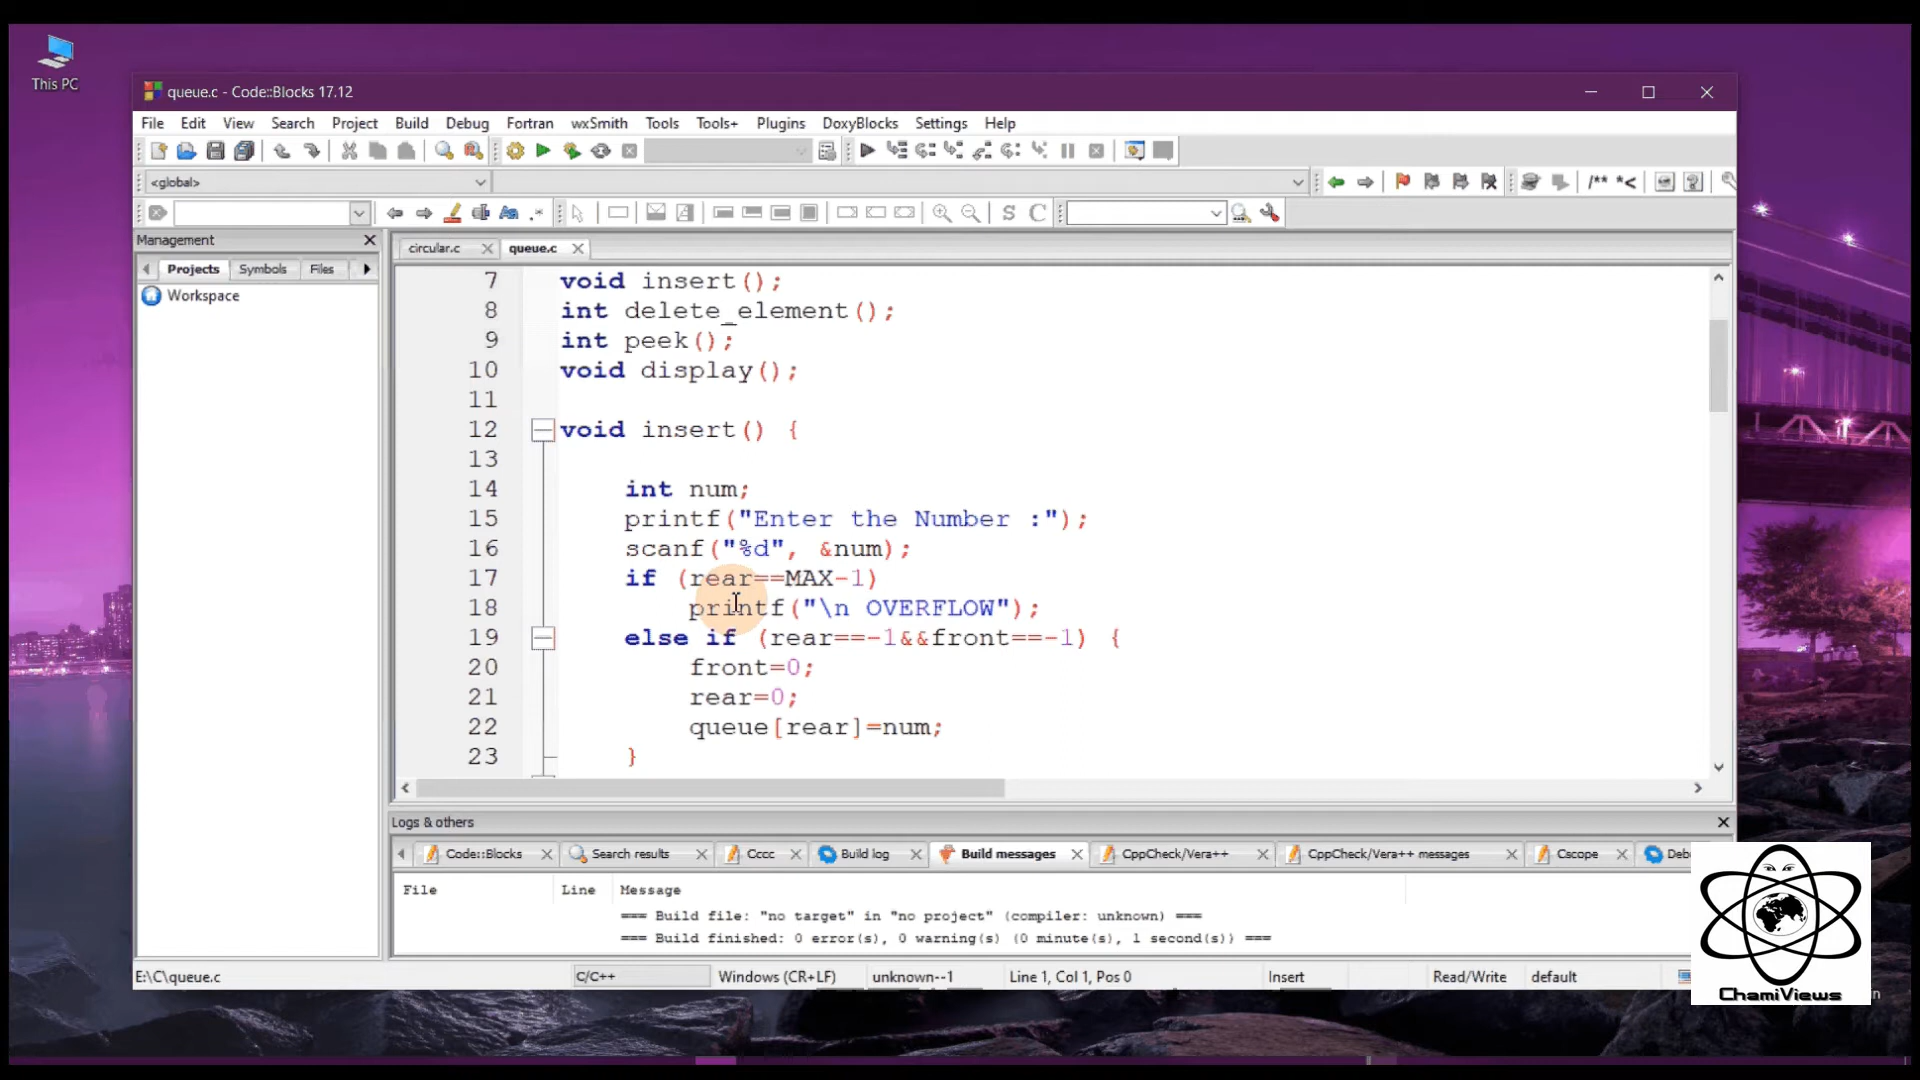 This PC
queue.c - Code::Blocks 17.12
File Edit View Search Project Build Debug Fortran wxSmith Tools Tools+ Plugins DoxyBlocks Settings Help
<global>
/** *<
.*
S C
Management
circular.c queue.c
Projects Symbols Files
Workspace
7 void insert();
8 int delete_element();
9 int peek();
10 void display();
11
12 void insert() {
13
14 int num;
15 printf("Enter the Number :");
16 scanf("%d", &num);
17 if (rear==MAX-1)
18 printf("\n OVERFLOW");
19 else if (rear==-1&&front==-1) {
20 front=0;
21 rear=0;
22 queue[rear]=num;
23 }
Logs & others
Code::Blocks Search results Cccc Build log Build messages CppCheck/Vera++ CppCheck/Vera++ messages Cscope Deb
File Line Message
=== Build file: "no target" in "no project" (compiler: unknown) ===
=== Build finished: 0 error(s), 0 warning(s) (0 minute(s), 1 second(s)) ===
E:\C\queue.c C/C++ Windows (CR+LF) unknown--1 Line 1, Col 1, Pos 0 Insert Read/Write default
ChamiViews